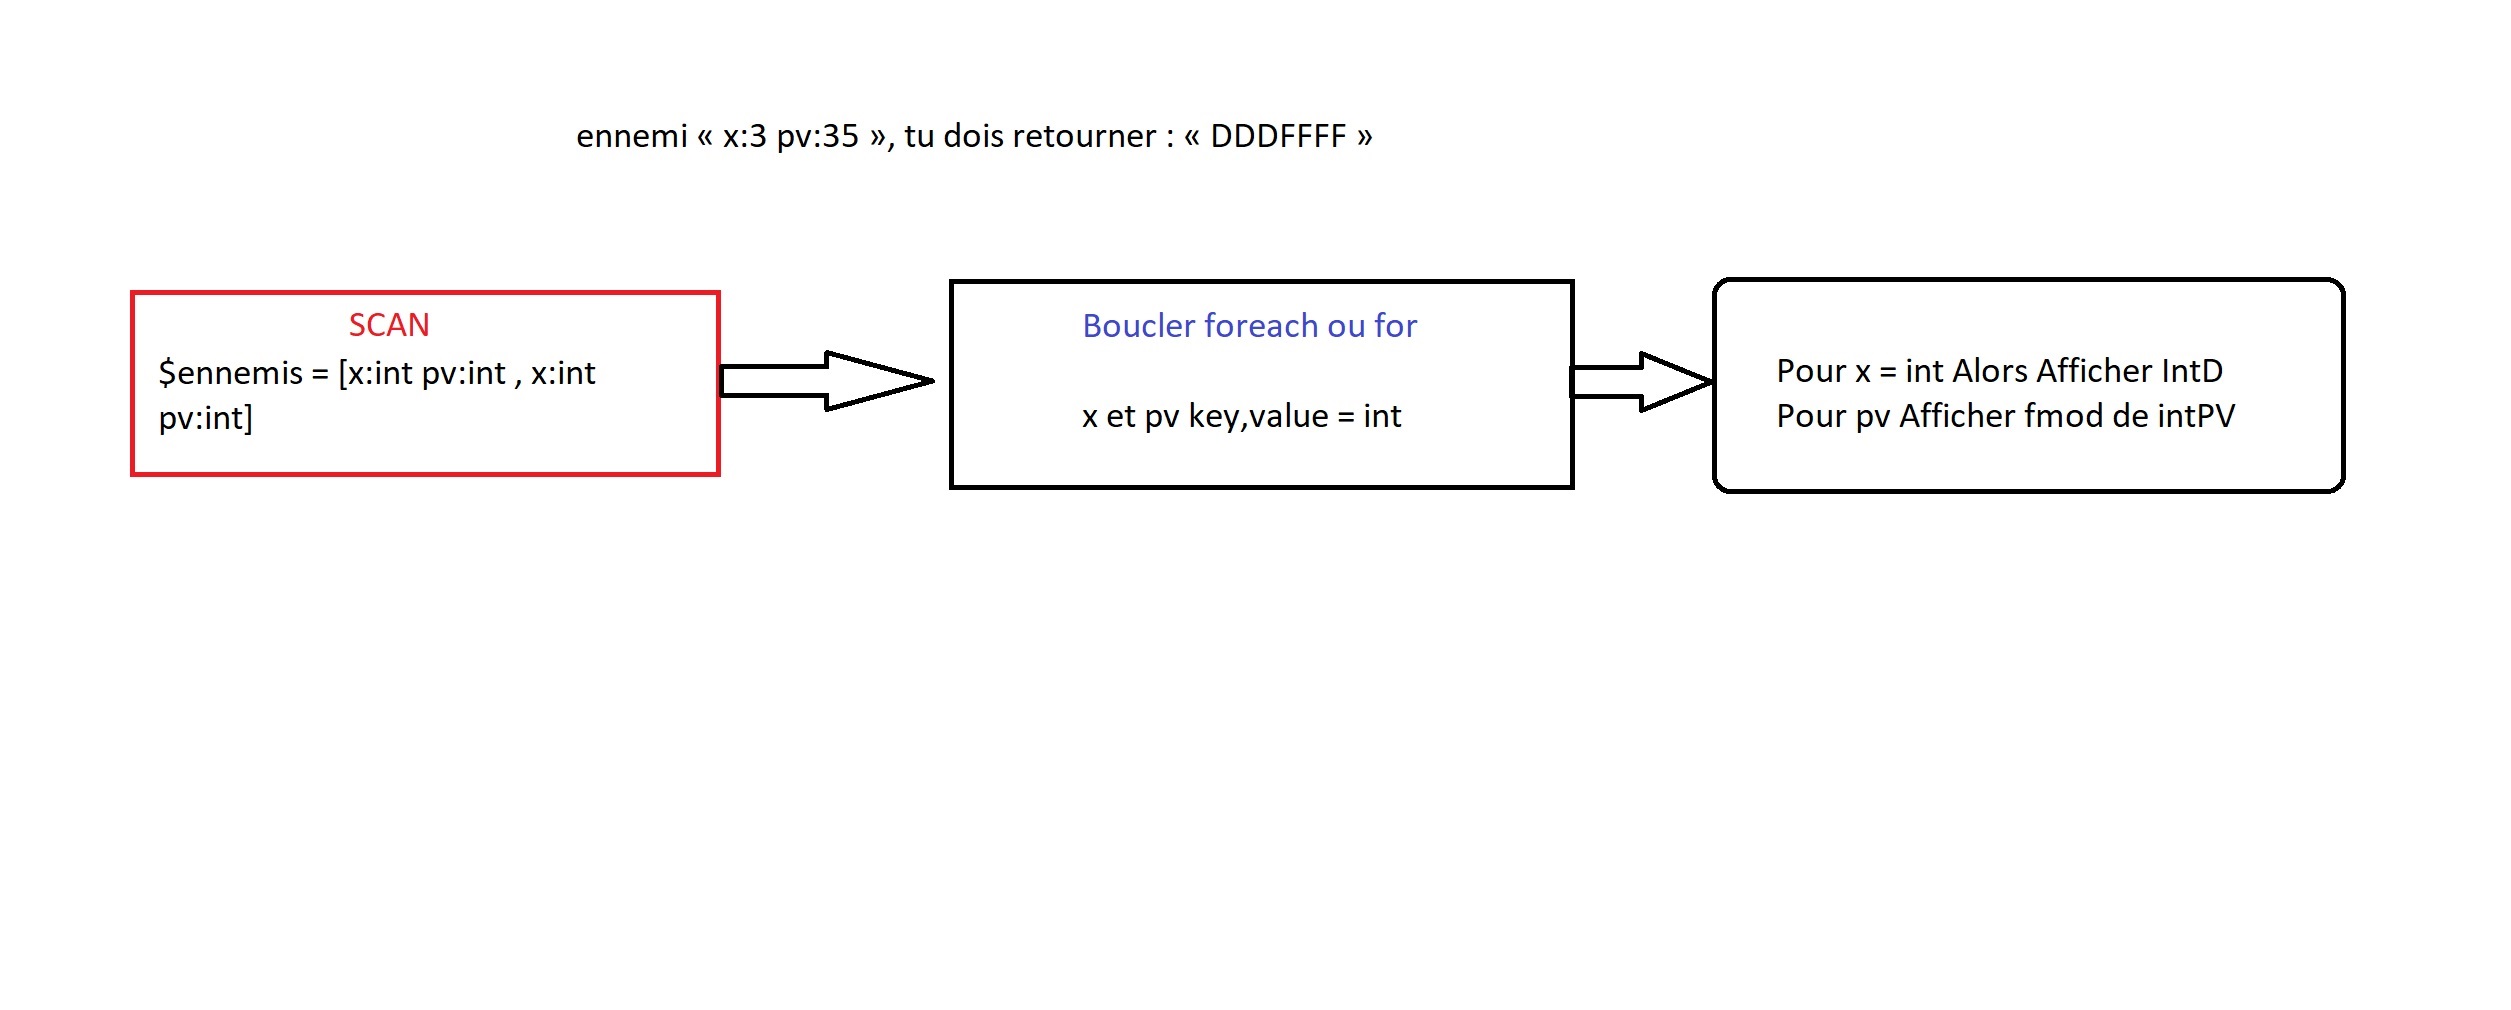 ennemi « x:3 pv:35 », tu dois retourner : « DDDFFFF »
SCAN
$ennemis = [x:int pv:int , x:int
pv:int]
Boucler foreach ou for
x et pv key,value = int
Pour x = int Alors Afficher IntD
Pour pv Afficher fmod de intPV